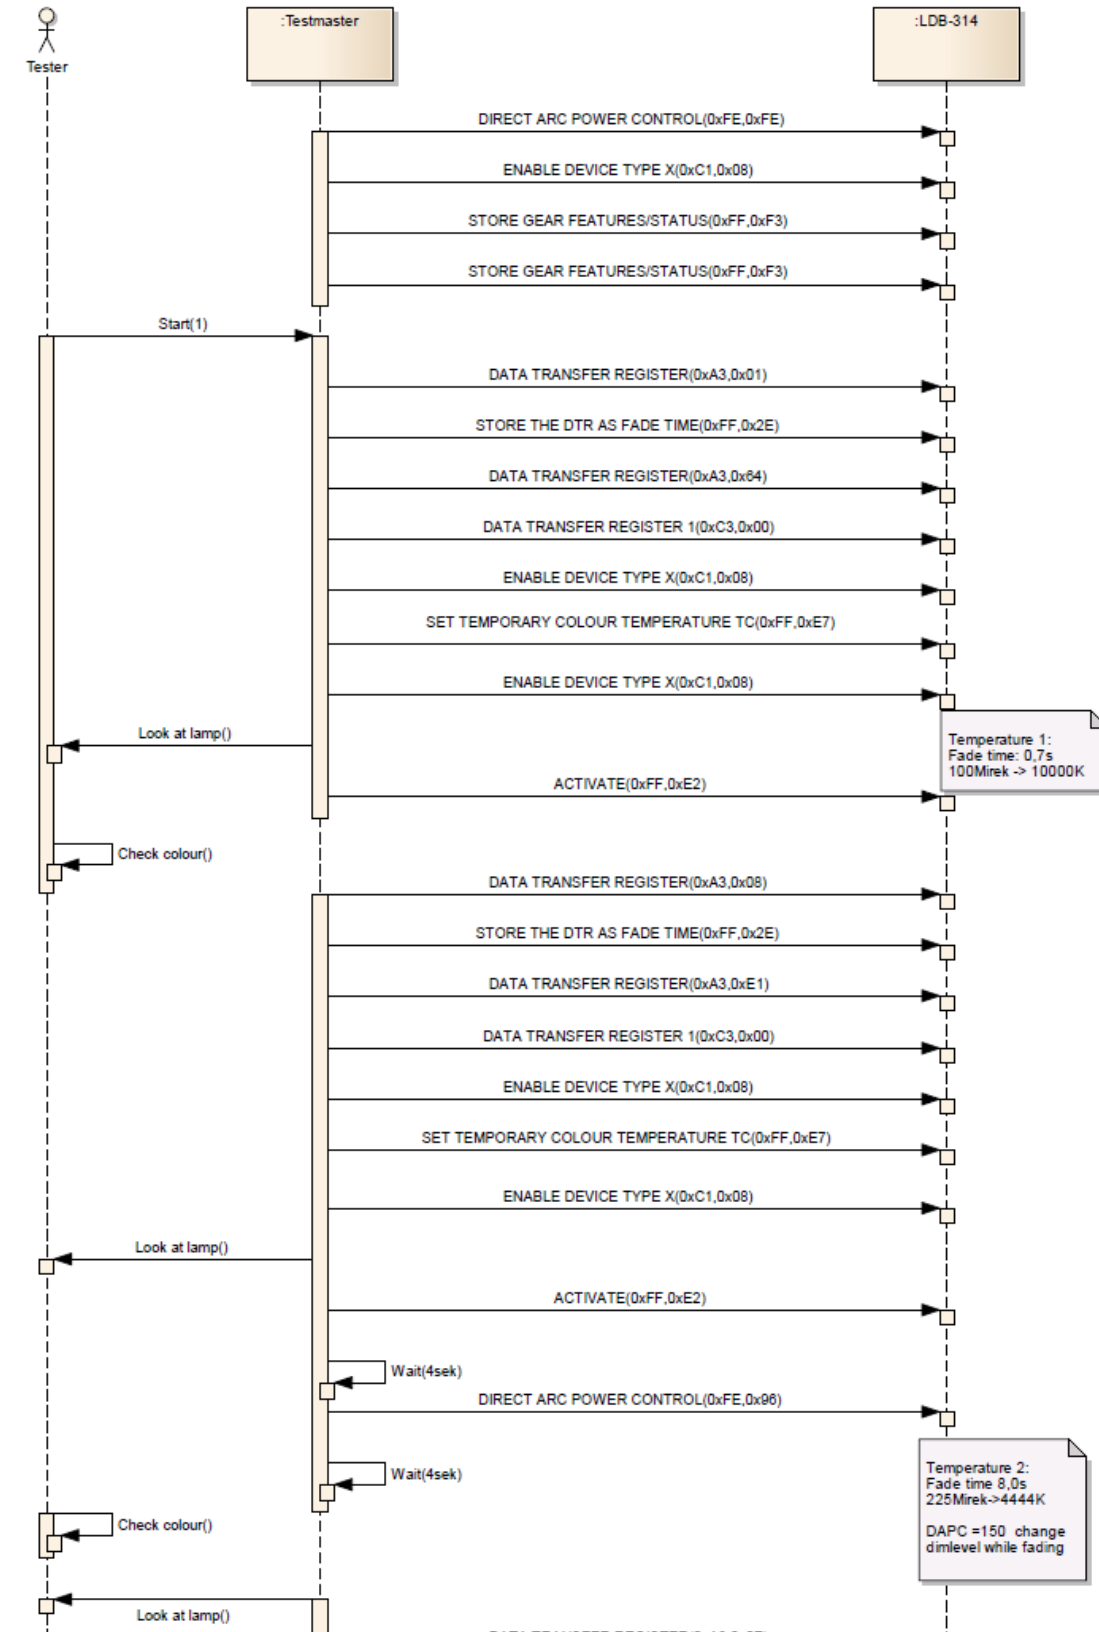 Tester
:Testmaster
:LDB-314
DIRECT ARC POWER CONTROL(0xFE,0xFE)
ENABLE DEVICE TYPE X(0xC1,0x08)
STORE GEAR FEATURES/STATUS(0xFF,0xF3)
STORE GEAR FEATURES/STATUS(0xFF,0xF3)
Start(1)
DATA TRANSFER REGISTER(0xA3,0x01)
STORE THE DTR AS FADE TIME(0xFF,0x2E)
DATA TRANSFER REGISTER(0xA3,0x64)
DATA TRANSFER REGISTER 1(0xC3,0x00)
ENABLE DEVICE TYPE X(0xC1,0x08)
SET TEMPORARY COLOUR TEMPERATURE TC(0xFF,0xE7)
ENABLE DEVICE TYPE X(0xC1,0x08)
Look at lamp()
Temperature 1:
Fade time: 0,7s
100Mirek -> 10000K
ACTIVATE(0xFF,0xE2)
Check colour()
DATA TRANSFER REGISTER(0xA3,0x08)
STORE THE DTR AS FADE TIME(0xFF,0x2E)
DATA TRANSFER REGISTER(0xA3,0xE1)
DATA TRANSFER REGISTER 1(0xC3,0x00)
ENABLE DEVICE TYPE X(0xC1,0x08)
SET TEMPORARY COLOUR TEMPERATURE TC(0xFF,0xE7)
ENABLE DEVICE TYPE X(0xC1,0x08)
Look at lamp()
ACTIVATE(0xFF,0xE2)
Wait(4sek)
DIRECT ARC POWER CONTROL(0xFE,0x96)
Wait(4sek)
Temperature 2:
Fade time 8,0s
225Mirek->4444K
DAPC =150 change
dimlevel while fading
Check colour()
Look at lamp()